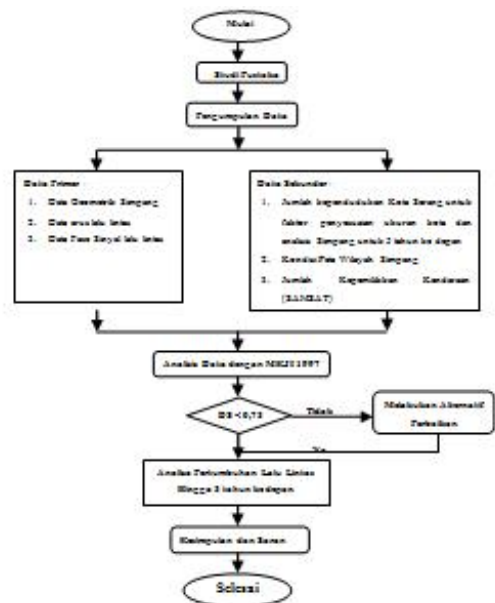 Mulai
Studi Pustaka
Pengumpulan Data
Data Primer :
1. Data Geometrik Simpang
2. Data arus lalu lintas
3. Data Fase Sinyal lalu lintas
Data Sekunder :
1. Jumlah kependudukan Kota Serang untuk
faktor penyesuaian ukuran kota dan
analisa Simpang untuk 5 tahun ke depan
2. Kondisi Peta Wilayah Simpang
3. Jumlah Kepemilikan Kendaraan
(SAMSAT)
Analisis Data dengan MKJI 1997
DS < 0,75
Tidak
Melakukan Alternatif
Perbaikan
Ya
Analisa Pertumbuhan Lalu Lintas
Hingga 5 tahun kedepan
Kesimpulan dan Saran
Selesai